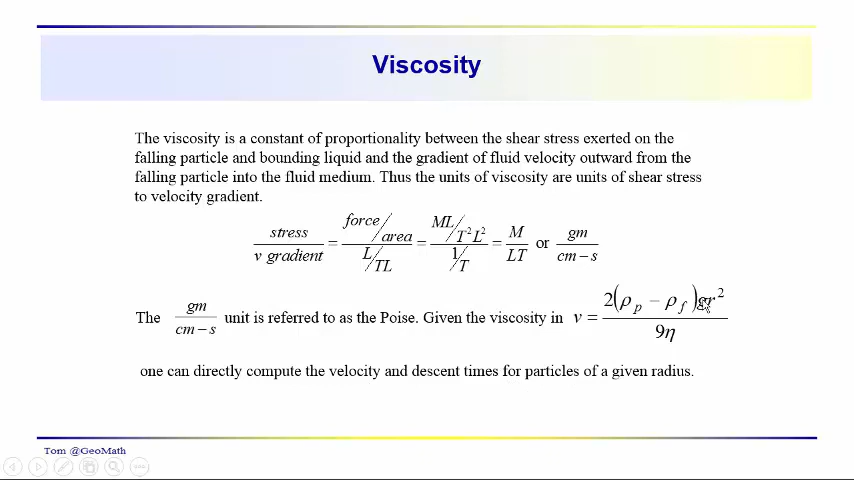 Viscosity
The viscosity is a constant of proportionality between the shear stress exerted on the
falling particle and bounding liquid and the gradient of fluid velocity outward from the
falling particle into the fluid medium. Thus the units of viscosity are units of shear stress
to velocity gradient.
stress / v gradient = (force/area) / (L/TL) = (ML/T²L²) / (1/T) = M / LT or gm / cm − s
The gm / cm − s unit is referred to as the Poise. Given the viscosity in v = 2(ρp − ρf)gr² / 9η
one can directly compute the velocity and descent times for particles of a given radius.
Tom @GeoMath